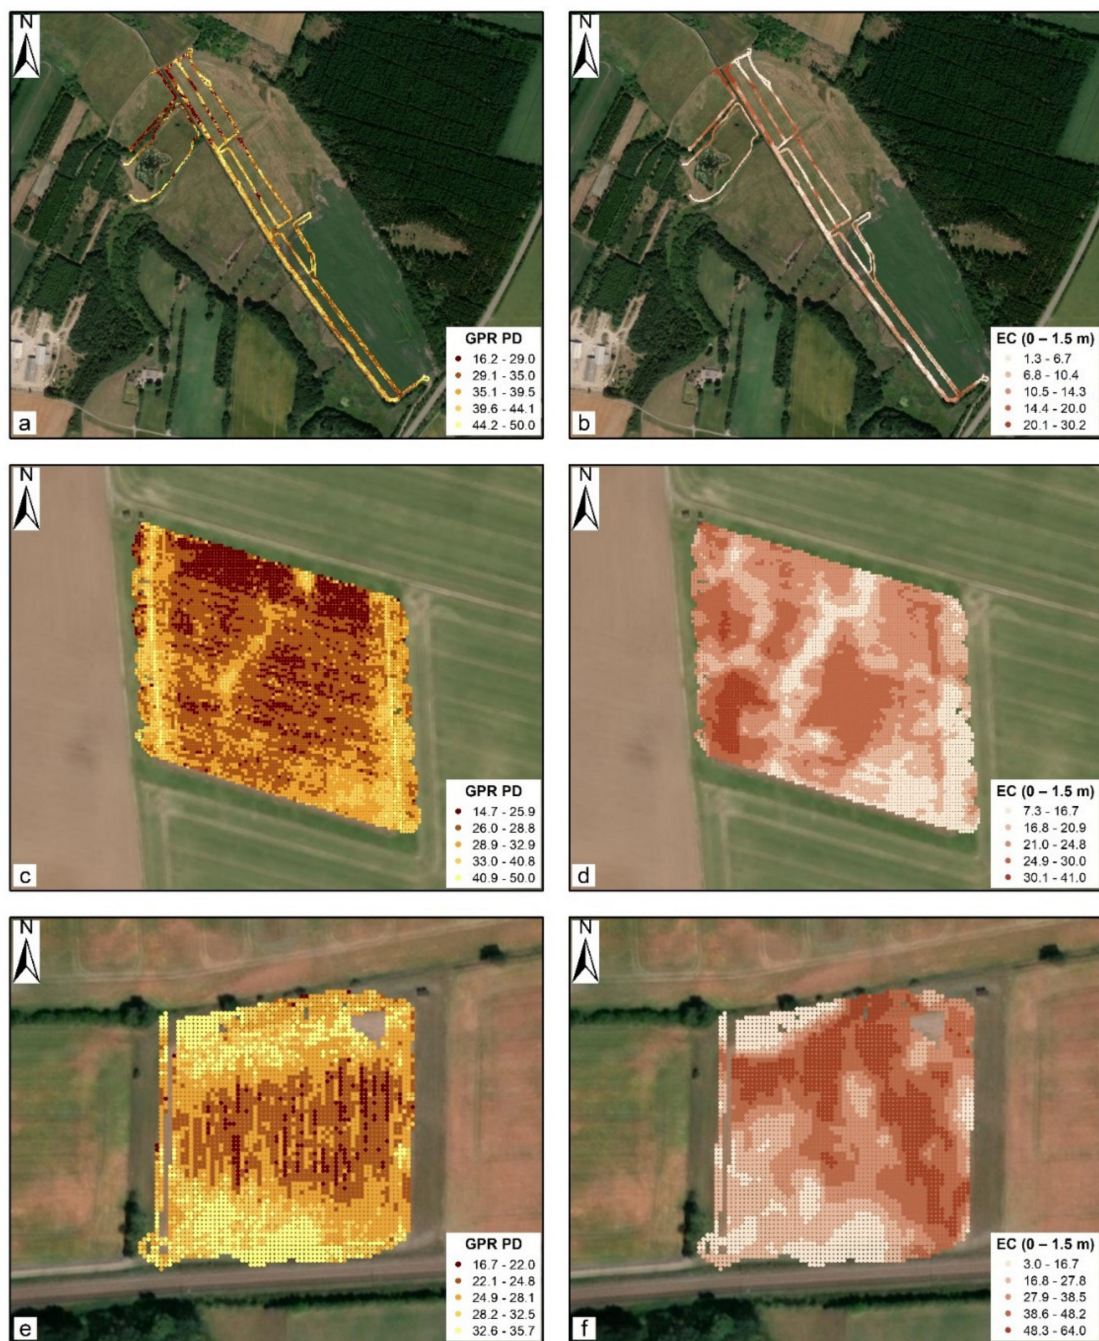 N
GPR PD
16.2 - 29.0
29.1 - 35.0
35.1 - 39.5
39.6 - 44.1
44.2 - 50.0
a
N
EC (0 – 1.5 m)
1.3 - 6.7
6.8 - 10.4
10.5 - 14.3
14.4 - 20.0
20.1 - 30.2
b
N
GPR PD
14.7 - 25.9
26.0 - 28.8
28.9 - 32.9
33.0 - 40.8
40.9 - 50.0
c
N
EC (0 – 1.5 m)
7.3 - 16.7
16.8 - 20.9
21.0 - 24.8
24.9 - 30.0
30.1 - 41.0
d
N
GPR PD
16.7 - 22.0
22.1 - 24.8
24.9 - 28.1
28.2 - 32.5
32.6 - 35.7
e
N
EC (0 – 1.5 m)
3.0 - 16.7
16.8 - 27.8
27.9 - 38.5
38.6 - 48.2
48.3 - 64.0
f